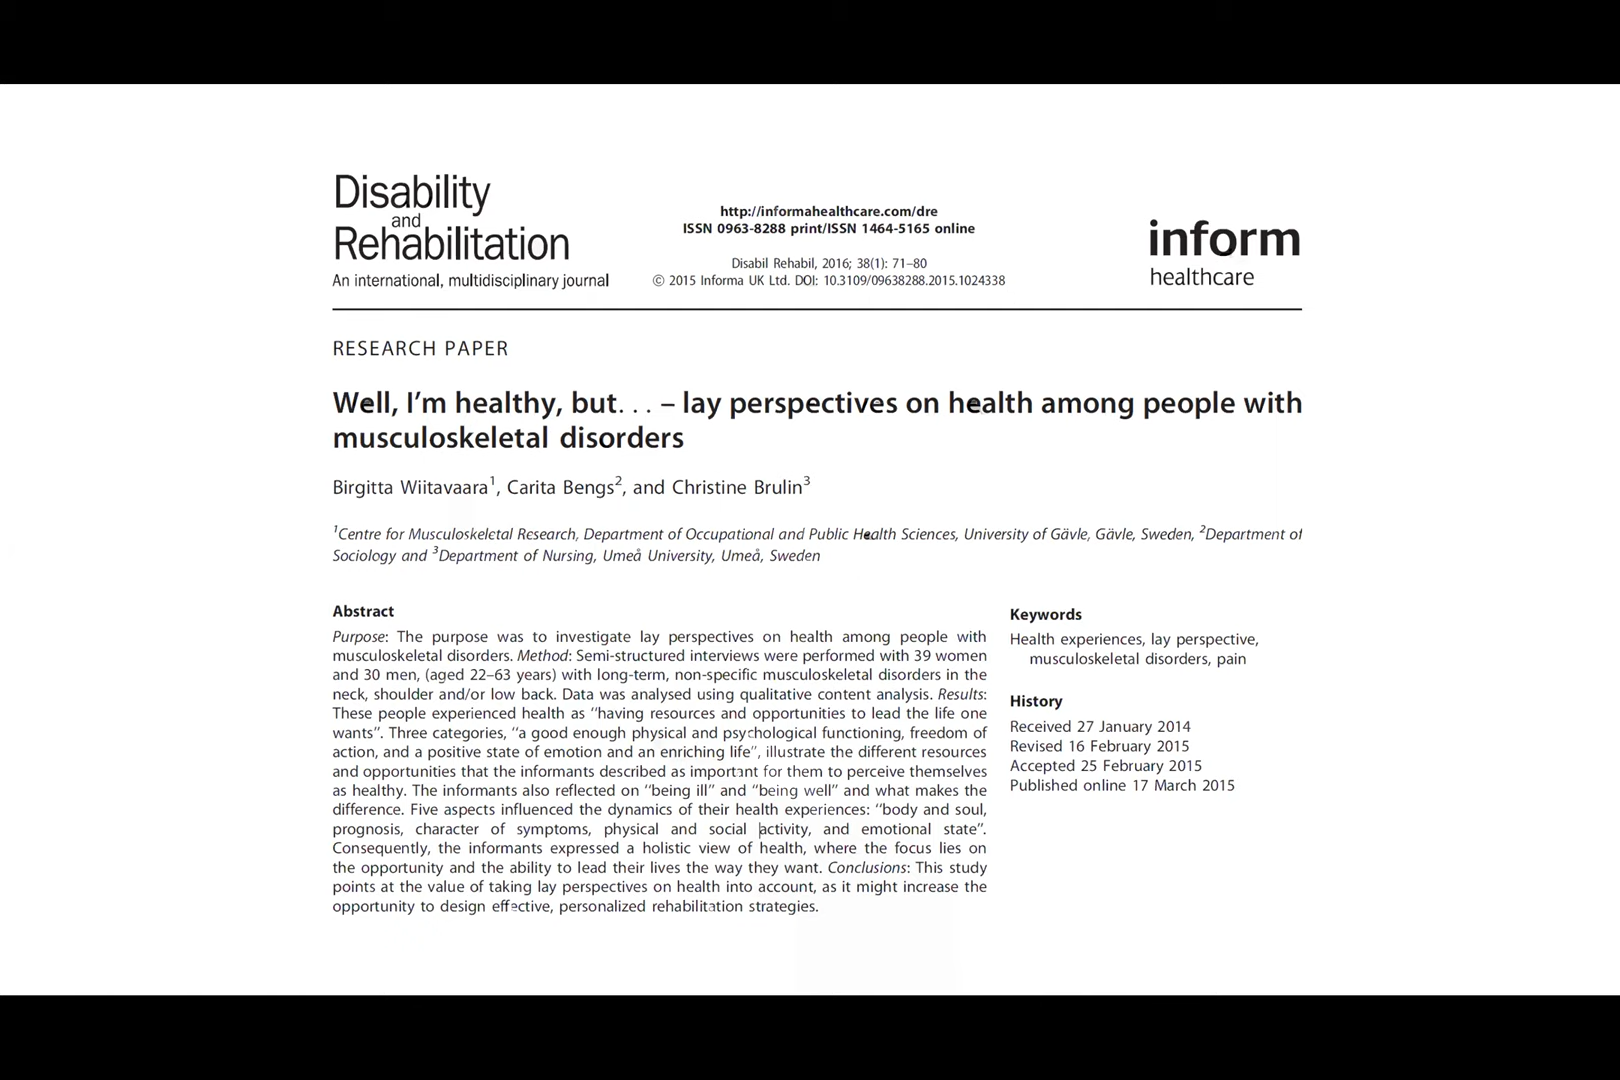 Disability
and
Rehabilitation
An international, multidisciplinary journal
http://informahealthcare.com/dre
ISSN 0963-8288 print/ISSN 1464-5165 online
Disabil Rehabil, 2016; 38(1): 71–80
© 2015 Informa UK Ltd. DOI: 10.3109/09638288.2015.1024338
inform
healthcare
RESEARCH PAPER
Well, I’m healthy, but. . . – lay perspectives on health among people with
musculoskeletal disorders
Birgitta Wiitavaara1, Carita Bengs2, and Christine Brulin3
1Centre for Musculoskeletal Research, Department of Occupational and Public Health Sciences, University of Gävle, Gävle, Sweden, 2Department of
Sociology and 3Department of Nursing, Umeå University, Umeå, Sweden
Abstract
Purpose: The purpose was to investigate lay perspectives on health among people with
musculoskeletal disorders. Method: Semi-structured interviews were performed with 39 women
and 30 men, (aged 22–63 years) with long-term, non-specific musculoskeletal disorders in the
neck, shoulder and/or low back. Data was analysed using qualitative content analysis. Results:
These people experienced health as ‘‘having resources and opportunities to lead the life one
wants’’. Three categories, ‘‘a good enough physical and psychological functioning, freedom of
action, and a positive state of emotion and an enriching life’’, illustrate the different resources
and opportunities that the informants described as important for them to perceive themselves
as healthy. The informants also reflected on ‘‘being ill’’ and ‘‘being well’’ and what makes the
difference. Five aspects influenced the dynamics of their health experiences: ‘‘body and soul,
prognosis, character of symptoms, physical and social activity, and emotional state’’.
Consequently, the informants expressed a holistic view of health, where the focus lies on
the opportunity and the ability to lead their lives the way they want. Conclusions: This study
points at the value of taking lay perspectives on health into account, as it might increase the
opportunity to design effective, personalized rehabilitation strategies.
Keywords
Health experiences, lay perspective,
musculoskeletal disorders, pain
History
Received 27 January 2014
Revised 16 February 2015
Accepted 25 February 2015
Published online 17 March 2015